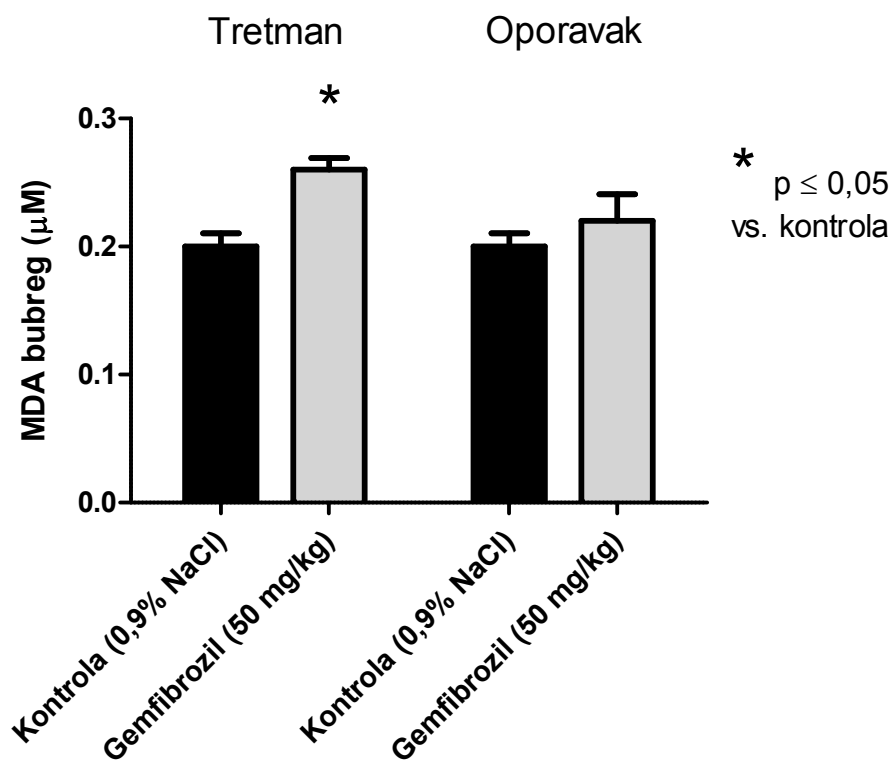 Tretman
Oporavak
*
*
p ≤ 0,05
vs. kontrola
MDA bubreg (µM)
0.3
0.2
0.1
0.0
Kontrola (0,9% NaCl)
Gemfibrozil (50 mg/kg)
Kontrola (0,9% NaCl)
Gemfibrozil (50 mg/kg)